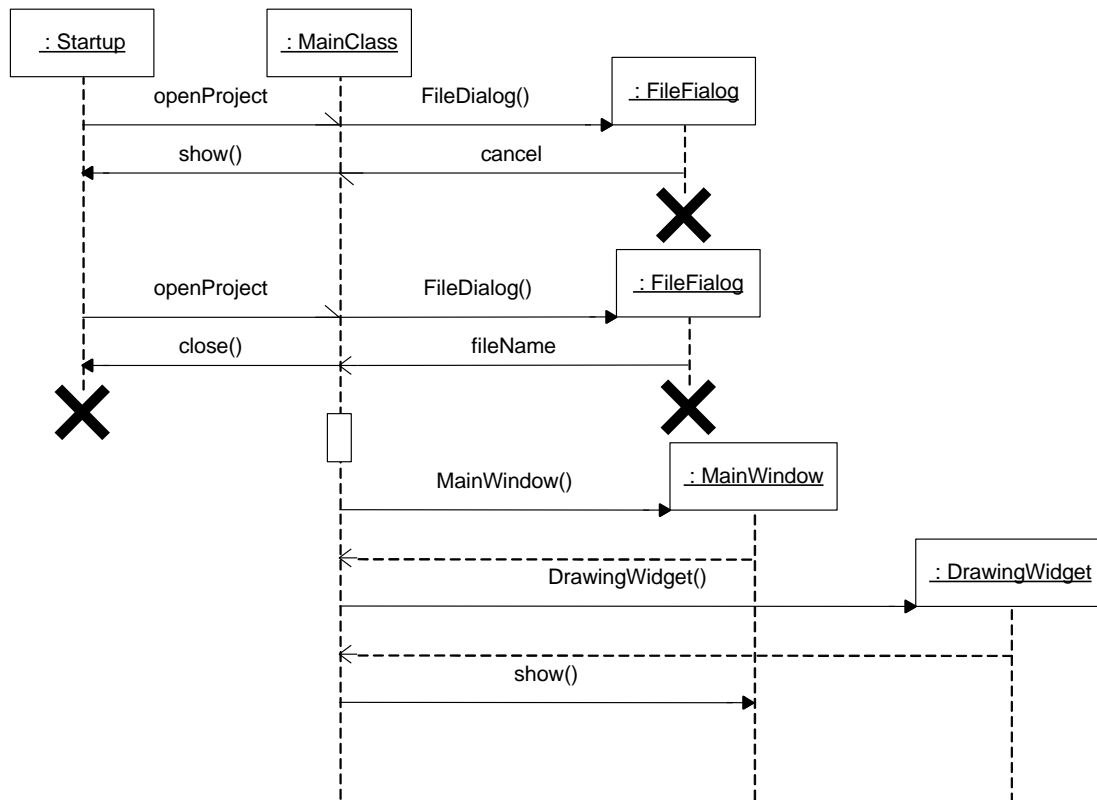 : Startup
: MainClass
: FileFialog
openProject
FileDialog()
show()
cancel
: FileFialog
openProject
FileDialog()
close()
fileName
: MainWindow
MainWindow()
: DrawingWidget
DrawingWidget()
show()